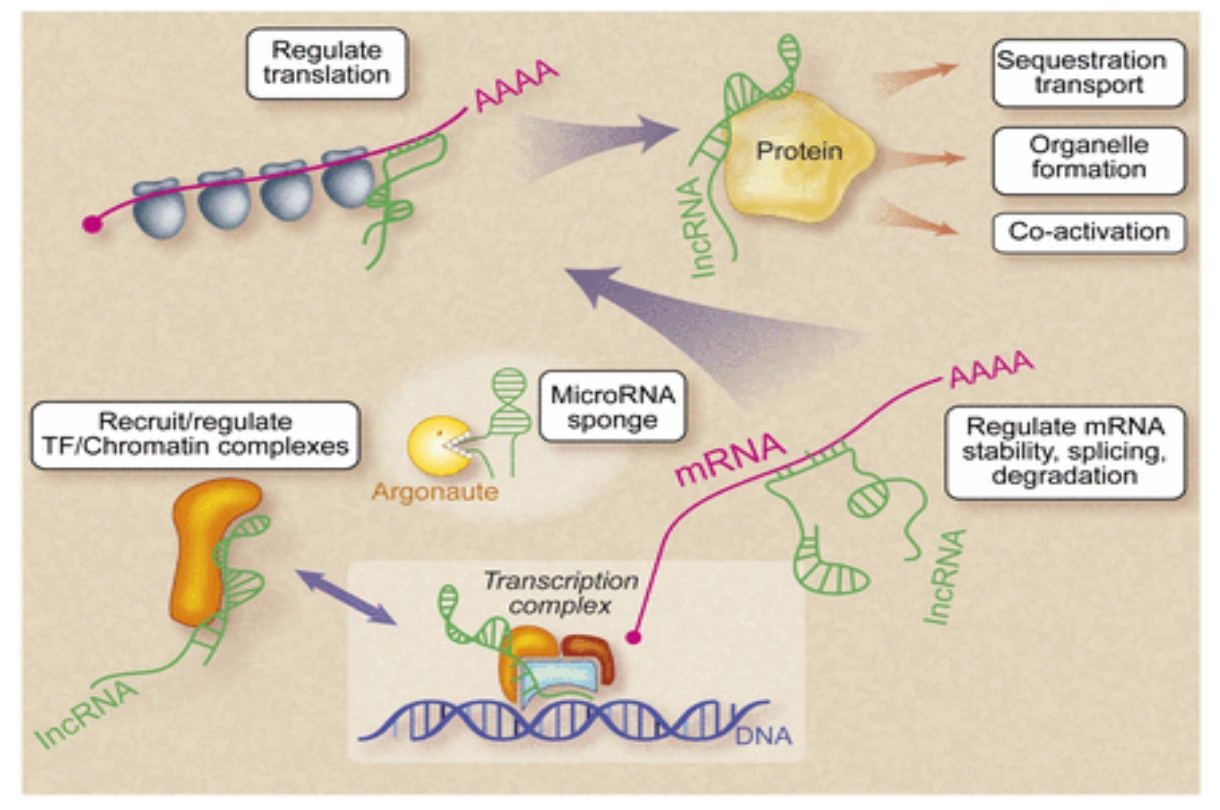 Regulate
translation
AAAA
Protein
lncRNA
Sequestration
transport
Organelle
formation
Co-activation
Recruit/regulate
TF/Chromatin complexes
MicroRNA
sponge
Argonaute
mRNA
AAAA
Regulate mRNA
stability, splicing,
degradation
lncRNA
lncRNA
Transcription
complex
DNA